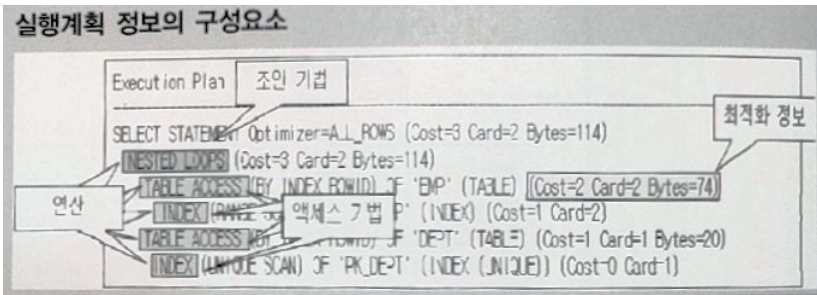 실행계획 정보의 구성요소
Execution Plan
조인 기법
최적화 정보
SELECT STATEMENT Optimizer=ALL_ROWS (Cost=3 Card=2 Bytes=114)
NESTED LOOPS (Cost=3 Card=2 Bytes=114)
TABLE ACCESS (BY INDEX ROWID) OF 'EMP' (TABLE) (Cost=2 Card=2 Bytes=74)
연산
액세스 기법
INDEX (RANGE P' (INDEX) (Cost=1 Card=2)
TABLE ACCESS (BY ROWID) OF 'DEPT' (TABLE) (Cost=1 Card=1 Bytes=20)
INDEX (UNIQUE SCAN) OF 'PK_DEPT' (INDEX (UNIQUE)) (Cost=0 Card=1)